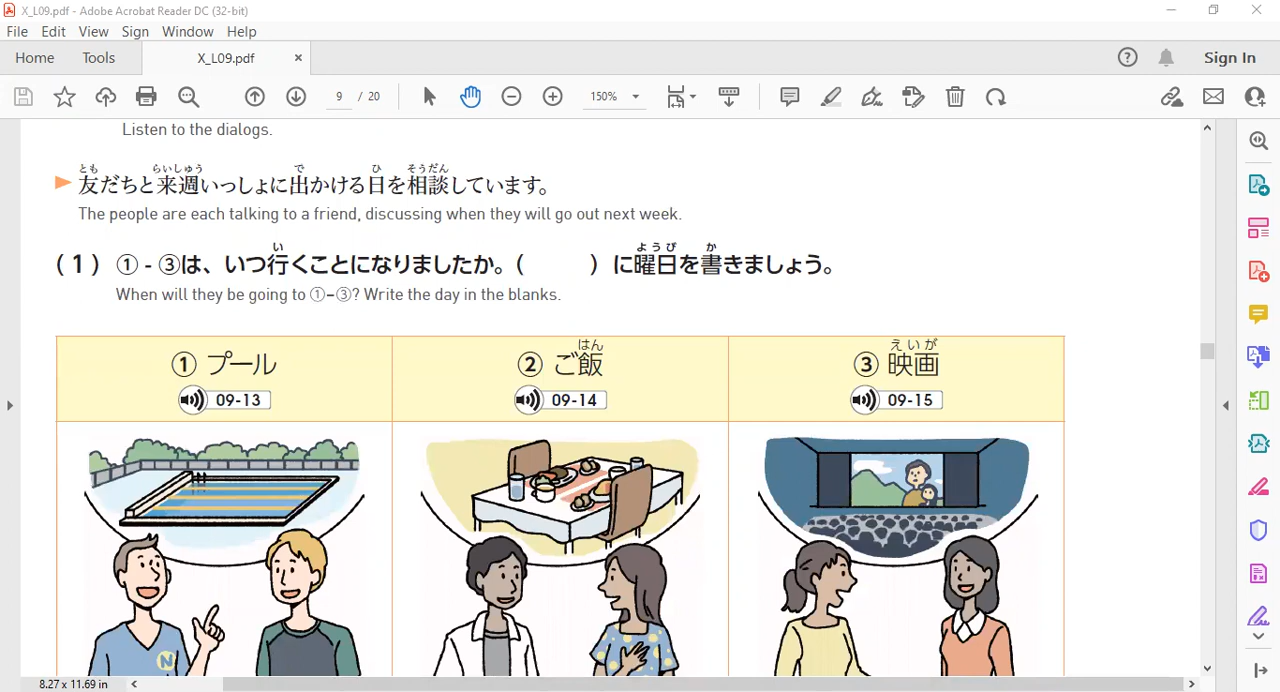 X_L09.pdf - Adobe Acrobat Reader DC (32-bit)
File Edit View Sign Window Help
Home Tools X_L09.pdf × Sign In
9 / 20 150%
Listen to the dialogs.
とも らいしゅう で ひ そうだん
友だちと来週いっしょに出かける日を相談しています。
The people are each talking to a friend, discussing when they will go out next week.
い ようび か
(1) ① - ③は、いつ行くことになりましたか。( ) に曜日を書きましょう。
When will they be going to ①-③? Write the day in the blanks.
はん えいが
① プール ② ご飯 ③ 映画
09-13 09-14 09-15
N
8.27 x 11.69 in